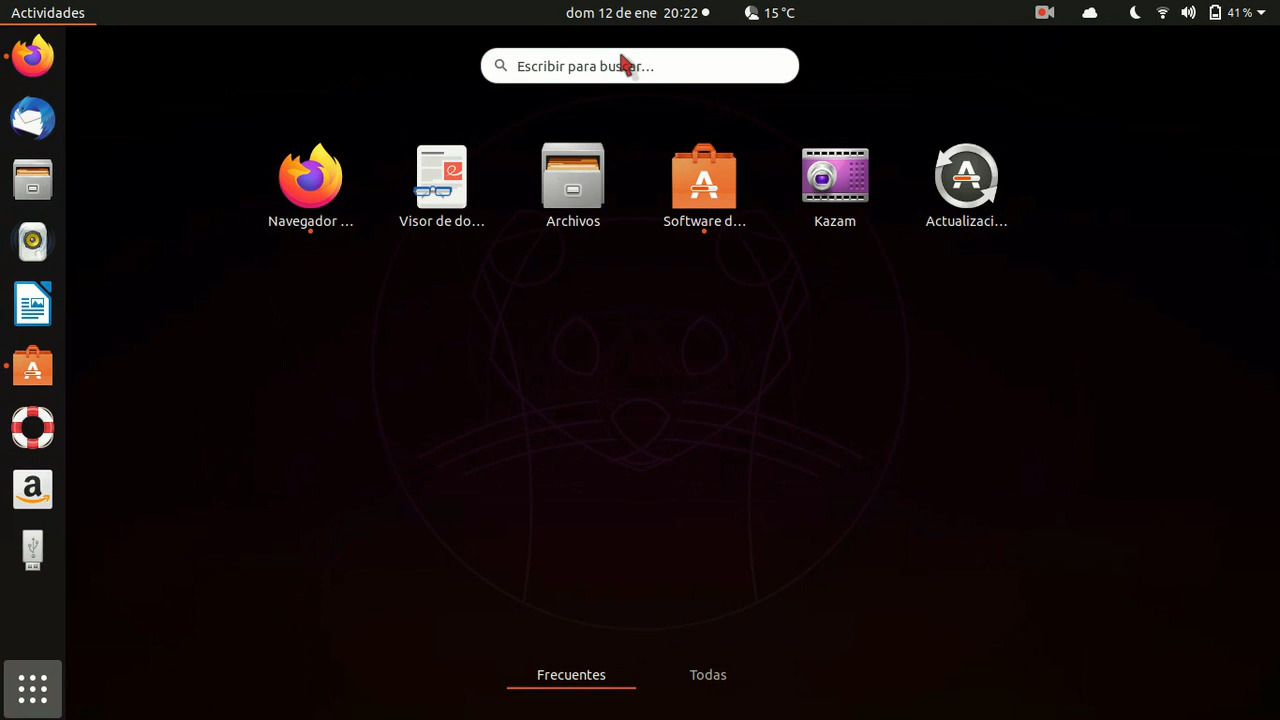 Actividades
dom 12 de ene 20:22
15 °C
41 %
Escribir para buscar…
Navegador …
Visor de do…
Archivos
Software d…
Kazam
Actualizaci…
a
Frecuentes
Todas